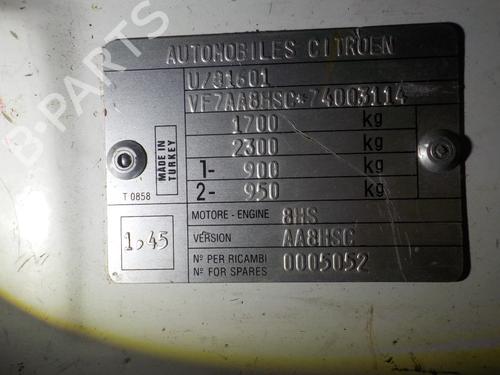 AUTOMOBILES CITROEN
U/31601
VF7AA8HSC*74003114
1700 kg
2300 kg
1- 900 kg
2- 950 kg
MADE IN TURKEY
T 0858
1,45
MOTORE - ENGINE 8HS
VERSION AA8HSC
Nº PER RICAMBI
Nº FOR SPARES 0005052
B-PARTS